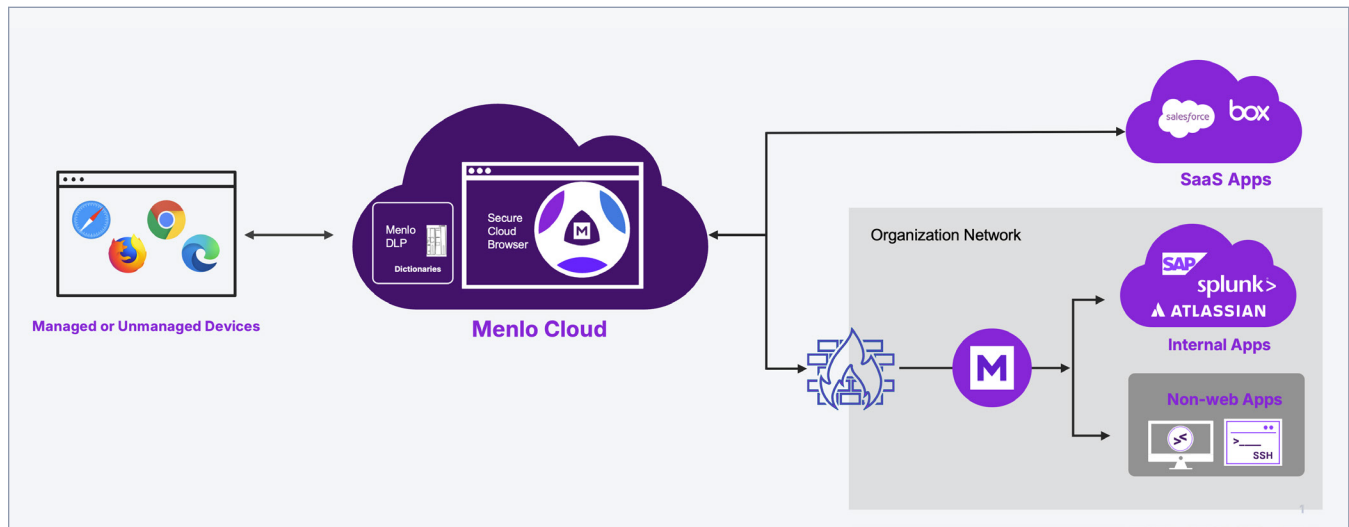 Managed or Unmanaged Devices
Menlo
DLP
Dictionaries
Secure
Cloud
Browser
M
Menlo Cloud
salesforce
box
SaaS Apps
Organization Network
M
SAP
splunk>
ATLASSIAN
Internal Apps
Non-web Apps
><
>_____
SSH
1